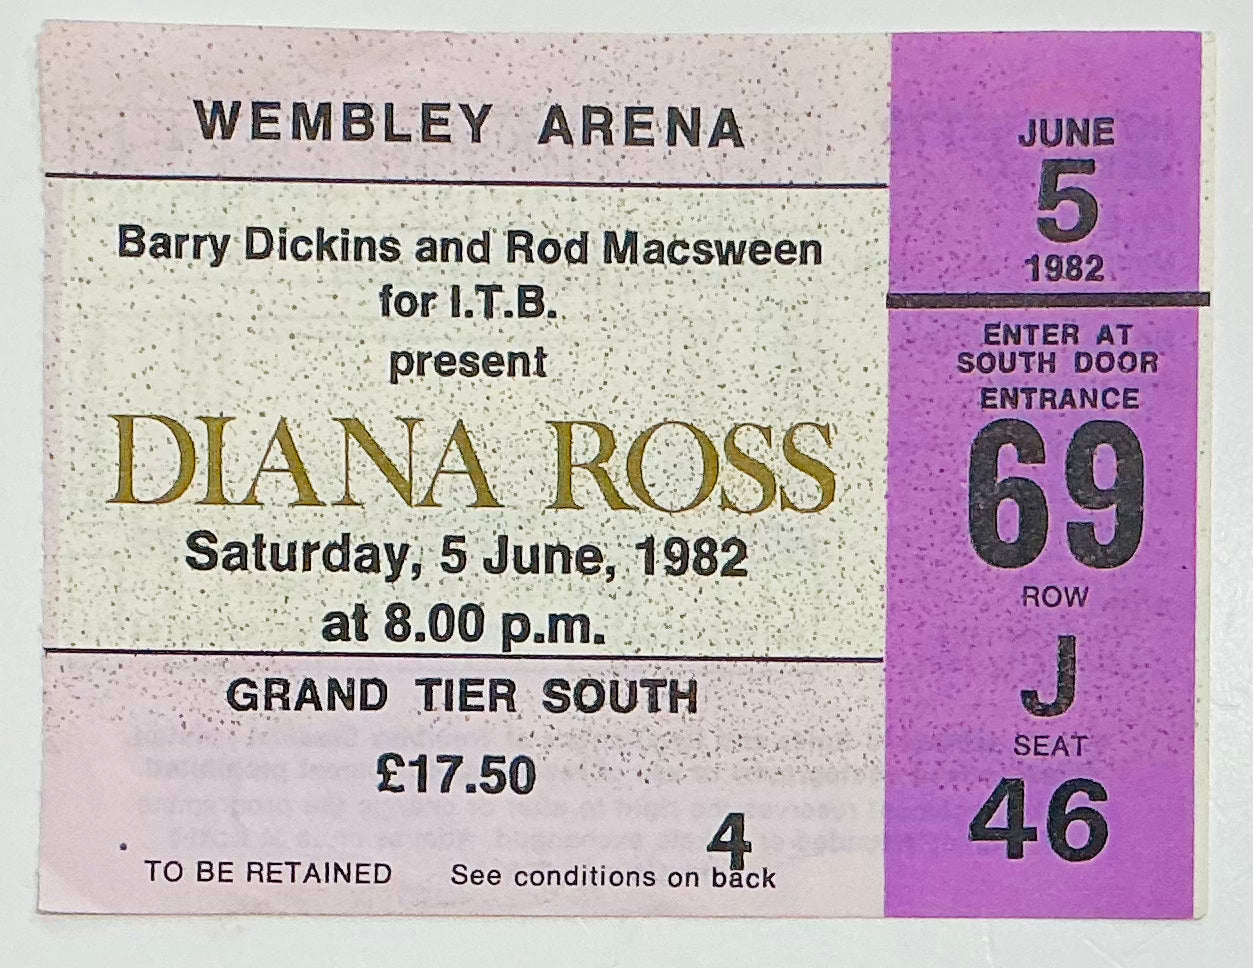 WEMBLEY ARENA
Barry Dickins and Rod Macsween
for I.T.B.
present
DIANA ROSS
Saturday, 5 June, 1982
at 8.00 p.m.
GRAND TIER SOUTH
£17.50
4
TO BE RETAINED See conditions on back
JUNE
5
1982
ENTER AT
SOUTH DOOR
ENTRANCE
69
ROW
J
SEAT
46